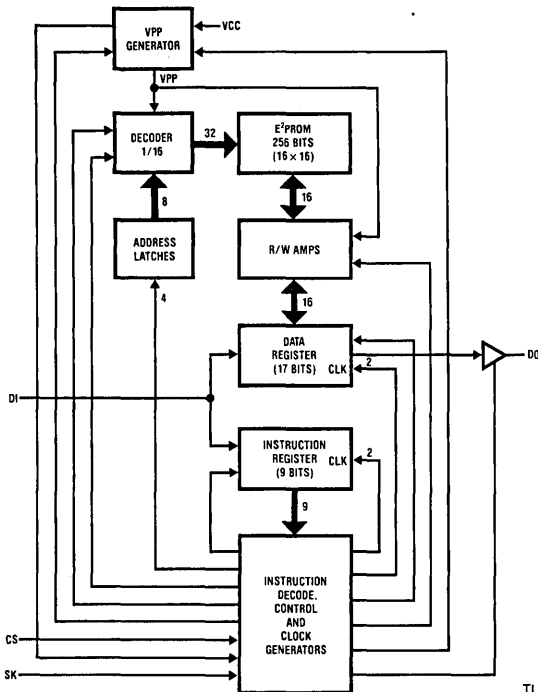 VPP
GENERATOR
VCC
VPP
DECODER
1/16
32
E²PROM
256 BITS
(16 × 16)
8
16
ADDRESS
LATCHES
R/W AMPS
4
16
DATA
REGISTER
(17 BITS)
CLK
2
DO
DI
INSTRUCTION
REGISTER
(9 BITS)
CLK
2
9
INSTRUCTION
DECODE,
CONTROL
AND
CLOCK
GENERATORS
CS
SK
TL